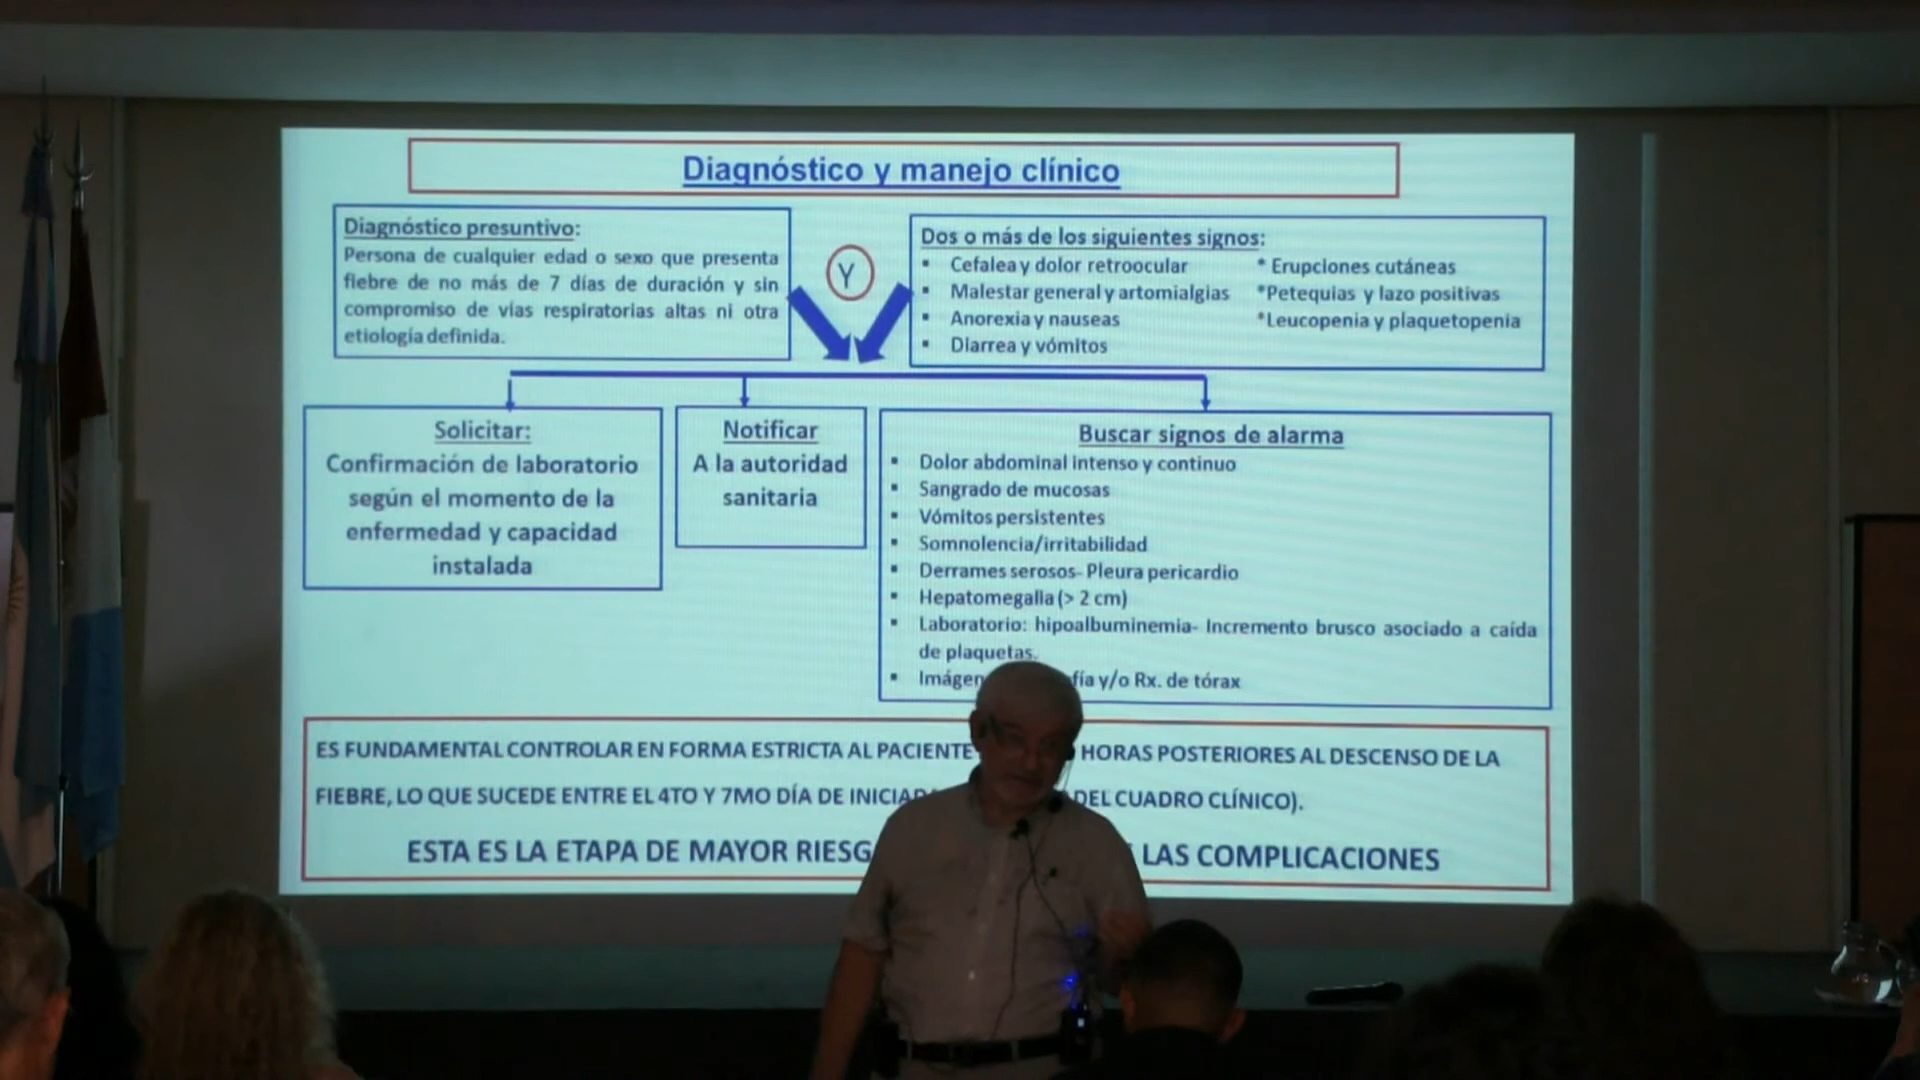 Diagnóstico y manejo clínico
Diagnóstico presuntivo:
Persona de cualquier edad o sexo que presenta
fiebre de no más de 7 días de duración y sin
compromiso de vías respiratorias altas ni otra
etiología definida.
Y
Dos o más de los siguientes signos:
▪ Cefalea y dolor retroocular
▪ Malestar general y artomialgias
▪ Anorexia y nauseas
▪ Diarrea y vómitos
* Erupciones cutáneas
*Petequias y lazo positivas
*Leucopenia y plaquetopenia
Solicitar:
Confirmación de laboratorio
según el momento de la
enfermedad y capacidad
instalada
Notificar
A la autoridad
sanitaria
Buscar signos de alarma
▪ Dolor abdominal intenso y continuo
▪ Sangrado de mucosas
▪ Vómitos persistentes
▪ Somnolencia/irritabilidad
▪ Derrames serosos- Pleura pericardio
▪ Hepatomegalia (> 2 cm)
▪ Laboratorio: hipoalbuminemia- Incremento brusco asociado a caída
de plaquetas.
▪ y/o Rx. de tórax
ES FUNDAMENTAL CONTROLAR EN FORMA ESTRICTA AL PACIENTE HORAS POSTERIORES AL DESCENSO DE LA
FIEBRE, LO QUE SUCEDE ENTRE EL 4TO Y 7MO DÍA DE DEL CUADRO CLÍNICO).
ESTA ES LA ETAPA DE MAYOR LAS COMPLICACIONES